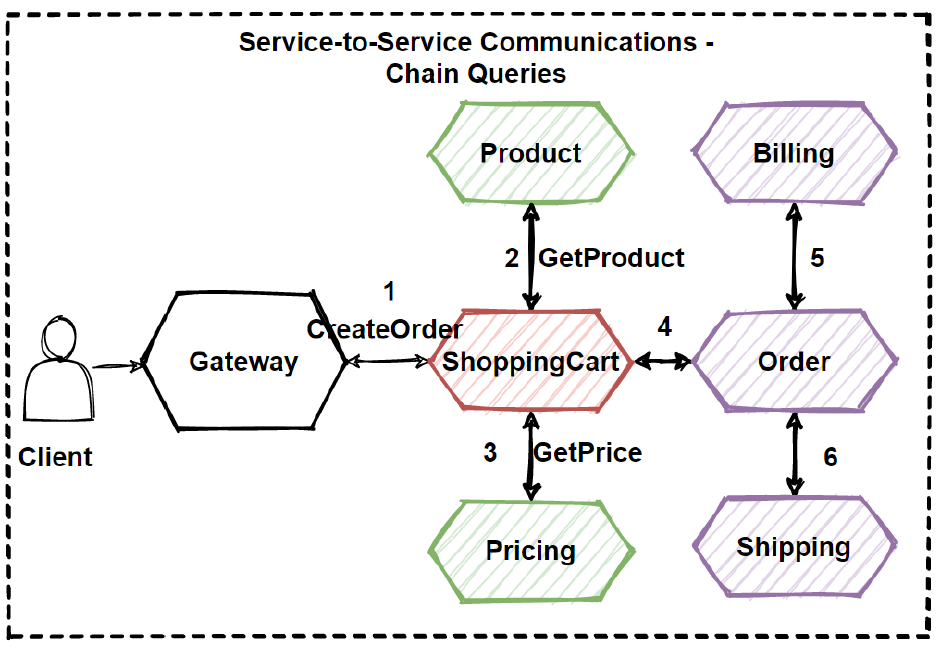 Service-to-Service Communications -
Chain Queries
Product
Billing
2 GetProduct
5
1
CreateOrder
Gateway
ShoppingCart
4
Order
Client
3 GetPrice
6
Pricing
Shipping